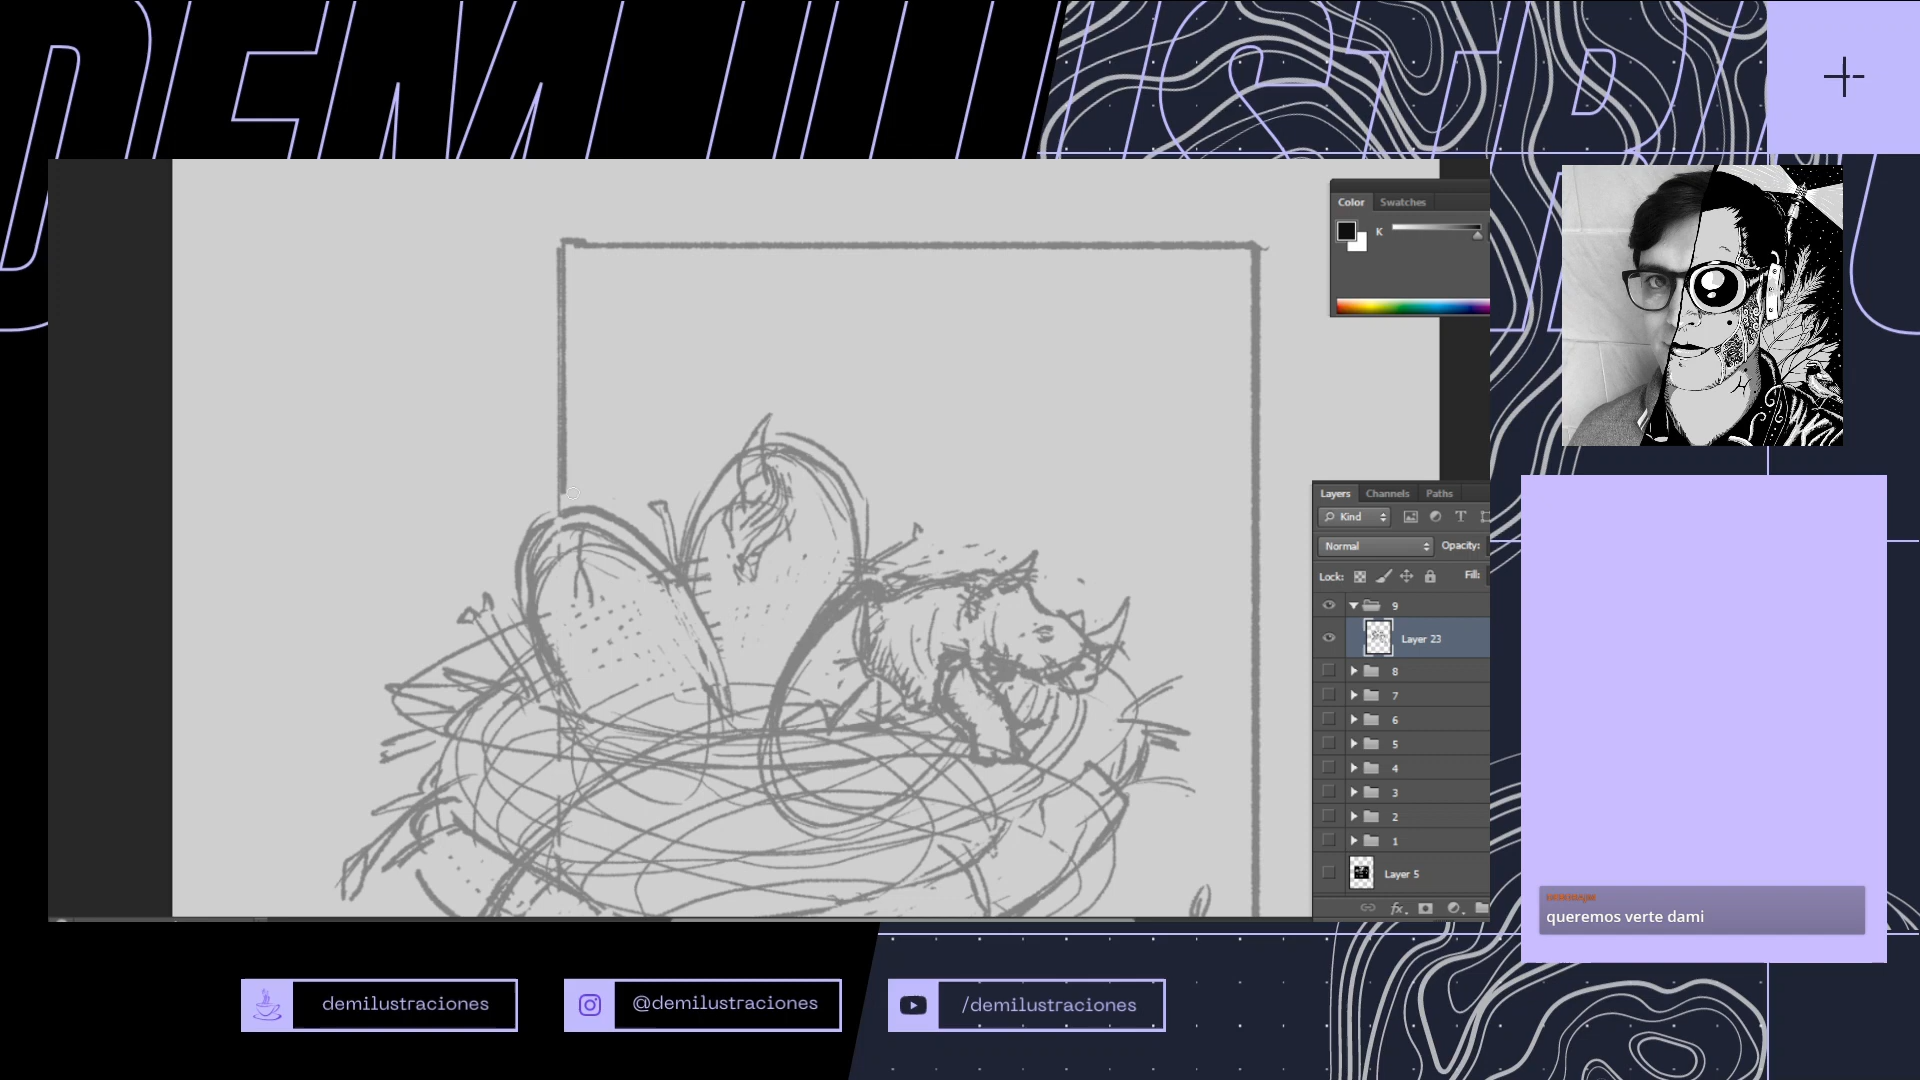 Color Swatches
K
Layers Channels Paths
Kind
Normal Opacity:
Lock: Fill:
9
Layer 23
8
7
6
5
4
3
2
1
Layer 5
fx
queremos verte dami
demilustraciones
@demilustraciones
/demilustraciones